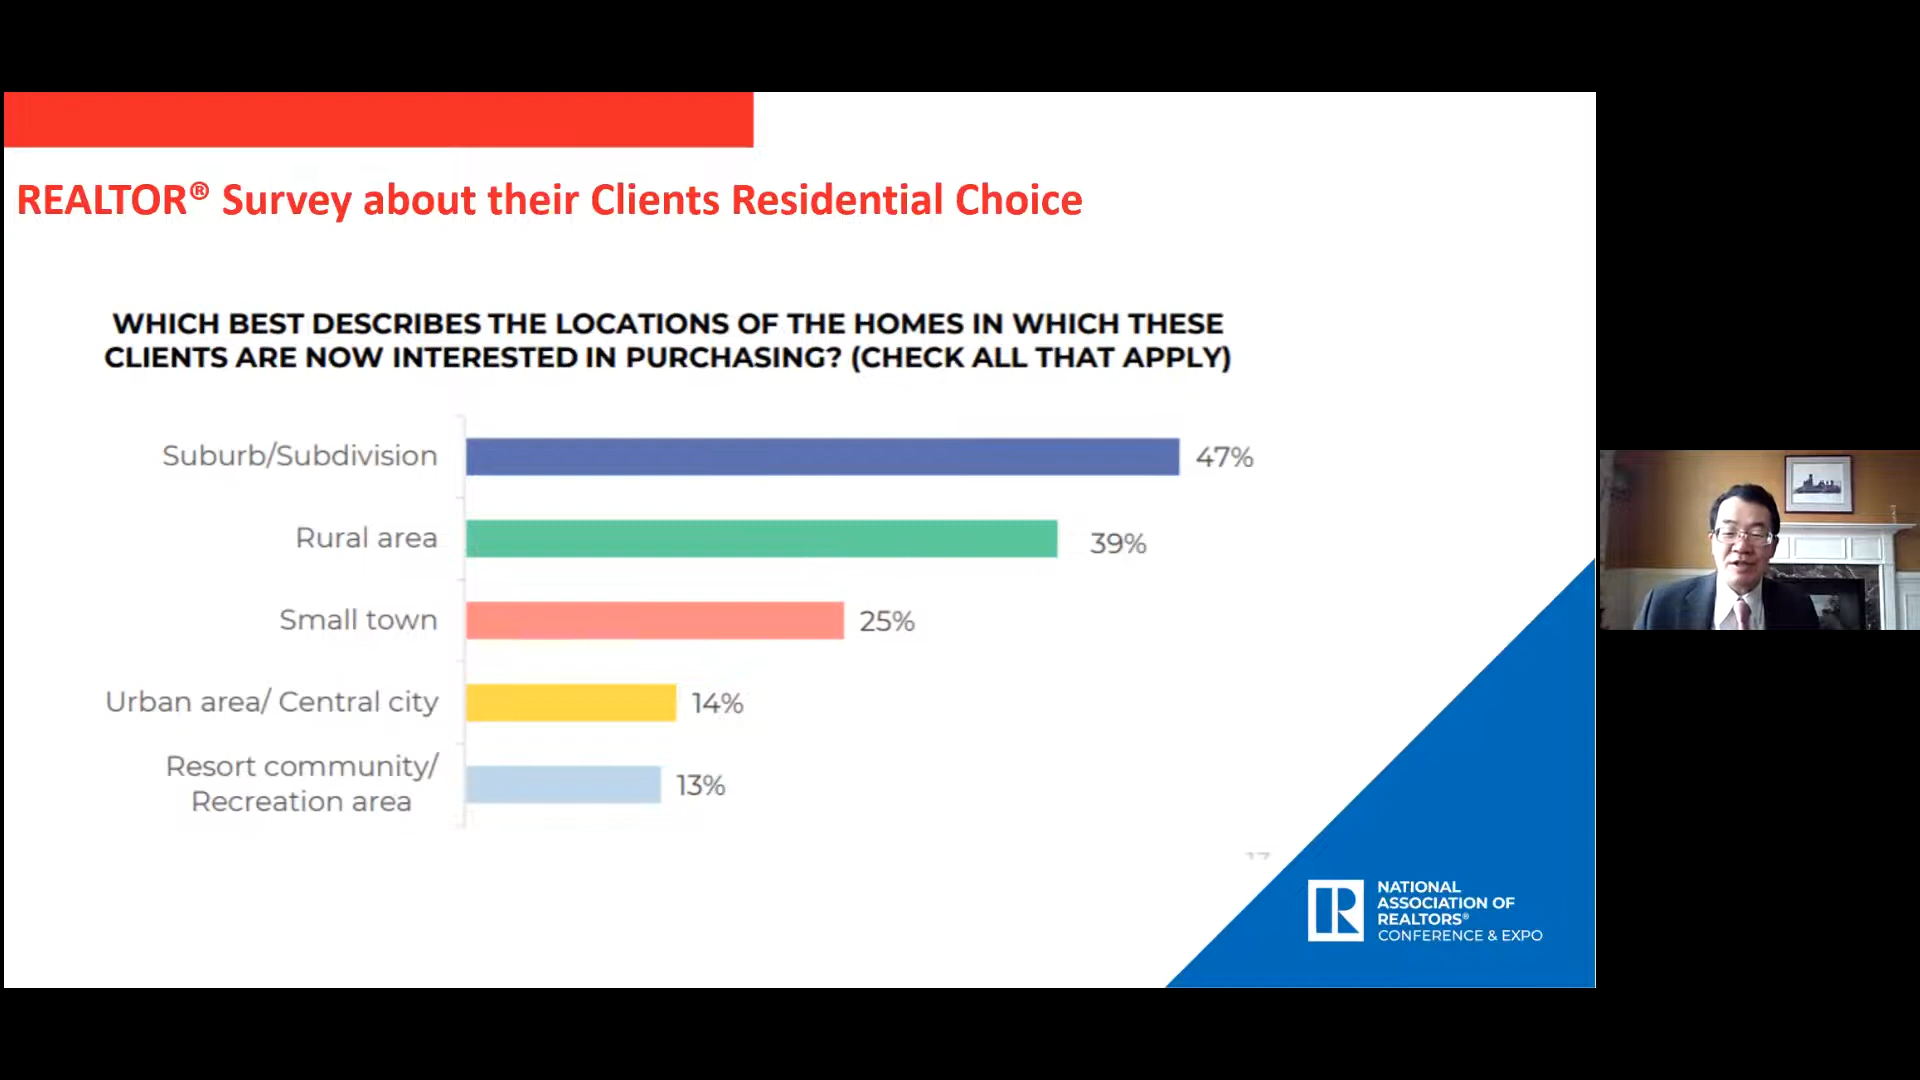 REALTOR® Survey about their Clients Residential Choice
WHICH BEST DESCRIBES THE LOCATIONS OF THE HOMES IN WHICH THESE
CLIENTS ARE NOW INTERESTED IN PURCHASING? (CHECK ALL THAT APPLY)
Suburb/Subdivision 47%
Rural area 39%
Small town 25%
Urban area/ Central city 14%
Resort community/
Recreation area 13%
NATIONAL
ASSOCIATION OF
REALTORS®
CONFERENCE & EXPO